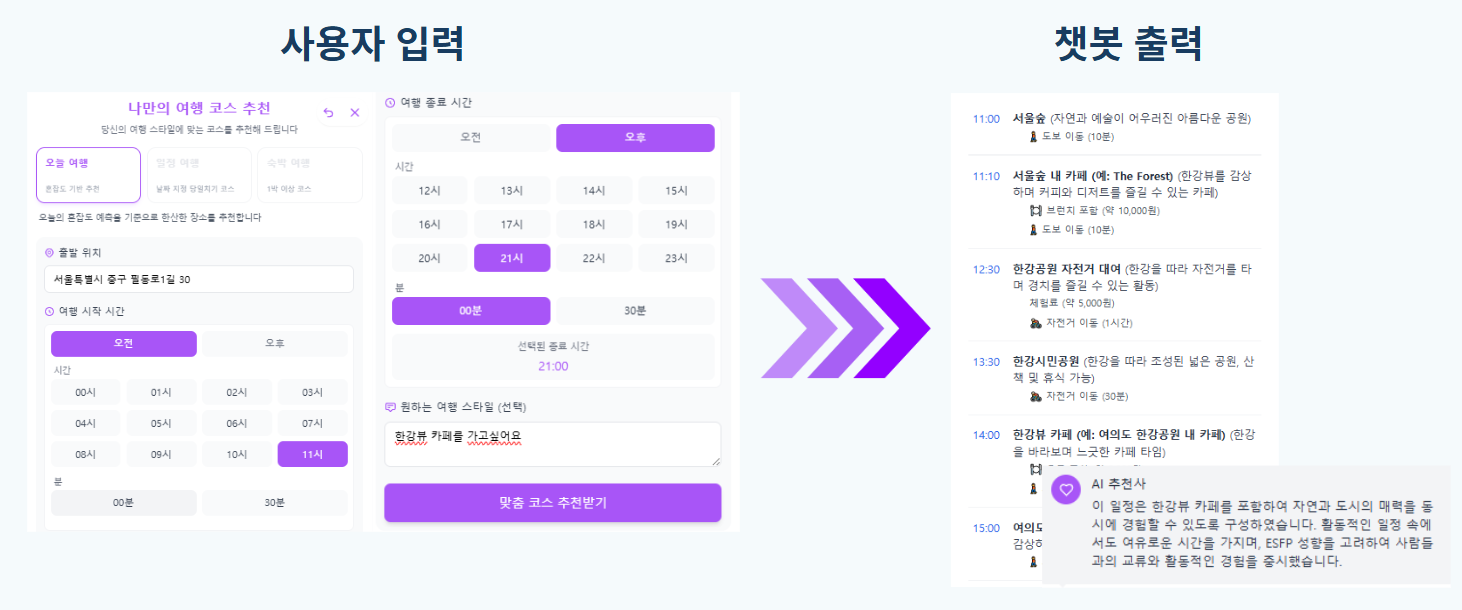 사용자 입력
챗봇 출력
나만의 여행 코스 추천
당신의 여행 스타일에 맞는 코스를 추천해 드립니다
오늘 여행
혼잡도 기반 추천
일정 여행
날짜 지정 당일치기 코스
숙박 여행
1박 이상 코스
오늘의 혼잡도 예측을 기준으로 한산한 장소를 추천합니다
출발 위치
서울특별시 중구 필동로1길 30
여행 시작 시간
오전
오후
시간
00시
01시
02시
03시
04시
05시
06시
07시
08시
09시
10시
11시
분
00분
30분
여행 종료 시간
오전
오후
시간
12시
13시
14시
15시
16시
17시
18시
19시
20시
21시
22시
23시
분
00분
30분
선택된 종료 시간
21:00
원하는 여행 스타일 (선택)
한강뷰 카페를 가고싶어요
맞춤 코스 추천받기
11:00 서울숲 (자연과 예술이 어우러진 아름다운 공원)
도보 이동 (10분)
11:10 서울숲 내 카페 (예: The Forest) (한강뷰를 감상
하며 커피와 디저트를 즐길 수 있는 카페)
브런치 포함 (약 10,000원)
도보 이동 (10분)
12:30 한강공원 자전거 대여 (한강을 따라 자전거를 타
며 경치를 즐길 수 있는 활동)
체험료 (약 5,000원)
자전거 이동 (1시간)
13:30 한강시민공원 (한강을 따라 조성된 넓은 공원, 산
책 및 휴식 가능)
자전거 이동 (30분)
14:00 한강뷰 카페 (예: 여의도 한강공원 내 카페) (한강
을 바라보며 느긋한 카페 타임)
15:00 여의도
감상하
AI 추천사
이 일정은 한강뷰 카페를 포함하여 자연과 도시의 매력을 동
시에 경험할 수 있도록 구성하였습니다. 활동적인 일정 속에
서도 여유로운 시간을 가지며, ESFP 성향을 고려하여 사람들
과의 교류와 활동적인 경험을 중시했습니다.